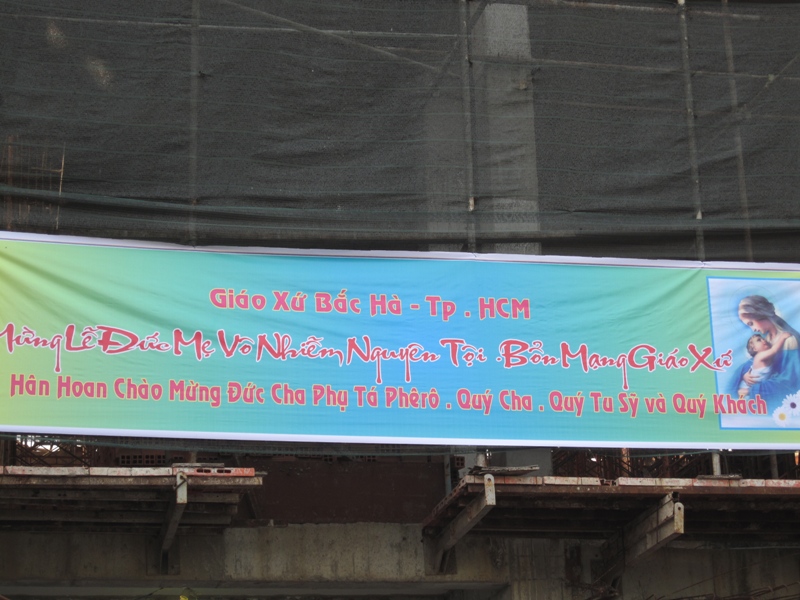 Giáo Xứ Bắc Hà - Tp . HCM
Mừng Lễ Đức Mẹ Vô Nhiễm Nguyên Tội . Bổn Mạng Giáo Xứ
Hân Hoan Chào Mừng Đức Cha Phụ Tá Phêrô . Quý Cha . Quý Tu Sỹ và Quý Khách